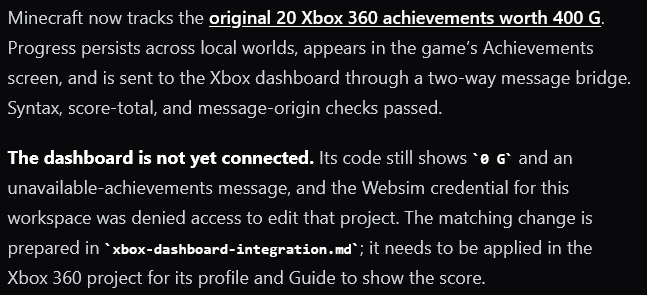 Minecraft now tracks the original 20 Xbox 360 achievements worth 400 G.
Progress persists across local worlds, appears in the game’s Achievements
screen, and is sent to the Xbox dashboard through a two-way message bridge.
Syntax, score-total, and message-origin checks passed.
The dashboard is not yet connected. Its code still shows `0 G` and an
unavailable-achievements message, and the Websim credential for this
workspace was denied access to edit that project. The matching change is
prepared in `xbox-dashboard-integration.md`; it needs to be applied in the
Xbox 360 project for its profile and Guide to show the score.